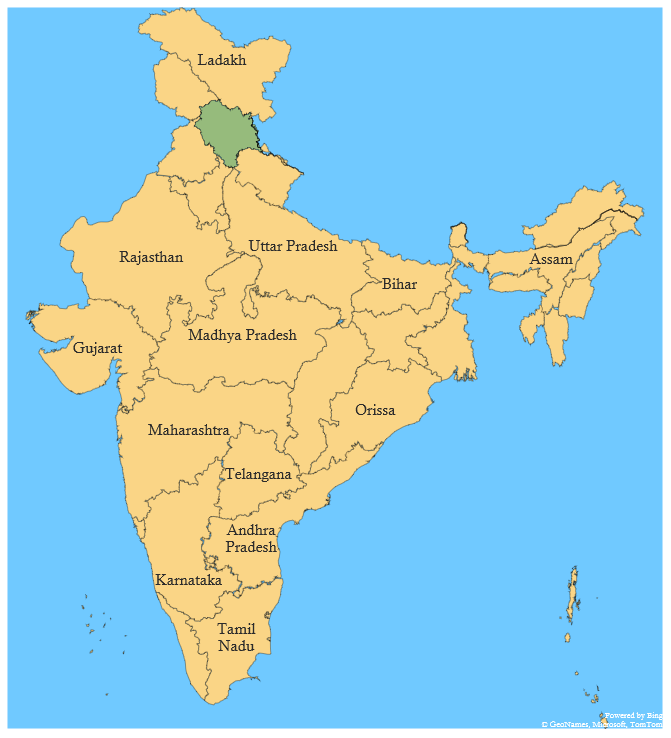 Ladakh
Rajasthan
Uttar Pradesh
Bihar
Assam
Gujarat
Madhya Pradesh
Orissa
Maharashtra
Telangana
Andhra
Pradesh
Karnataka
Tamil
Nadu
Powered by Bing
© GeoNames, Microsoft, TomTom